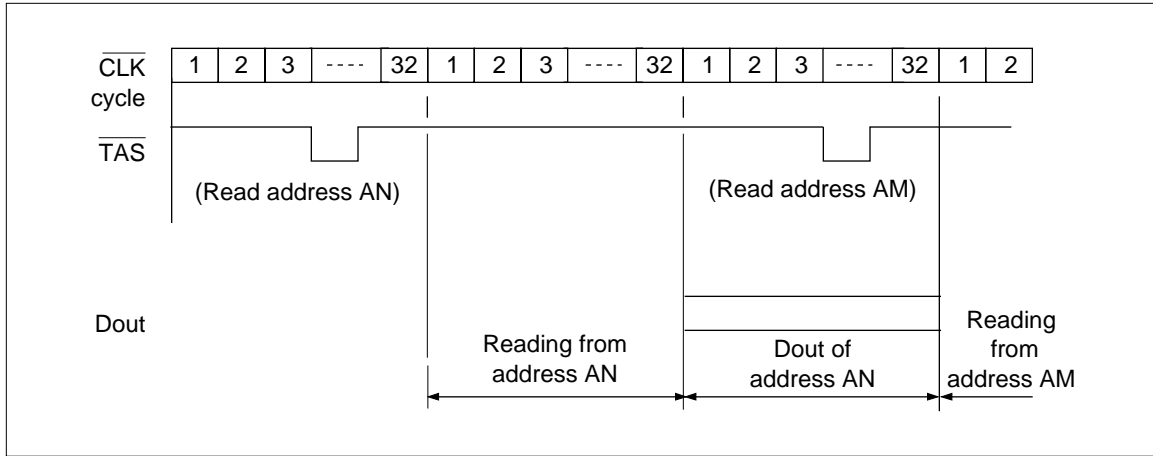 CLK cycle
1 2 3 ---- 32 1 2 3 ---- 32 1 2 3 ---- 32 1 2
TAS
(Read address AN) (Read address AM)
Dout
Reading from
address AN
Dout of
address AN
Reading
from
address AM